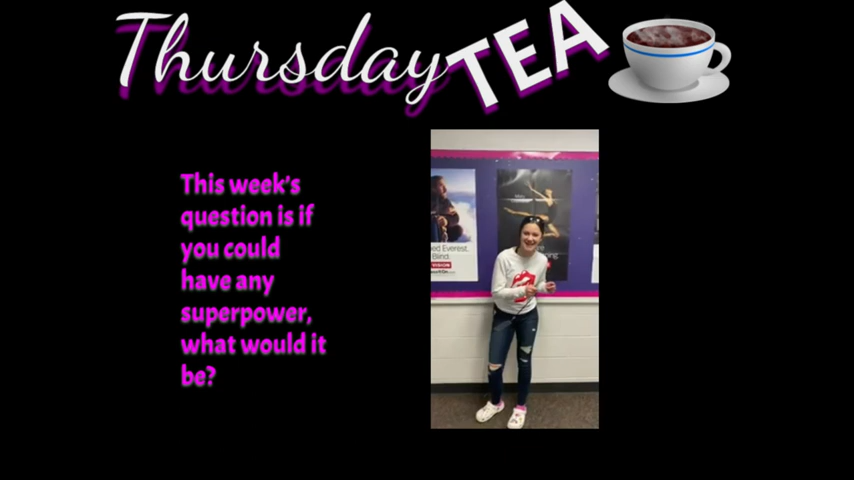 Thursday TEA
This week's
question is if
you could
have any
superpower,
what would it
be?
ed Everest.
Blind.
VISION